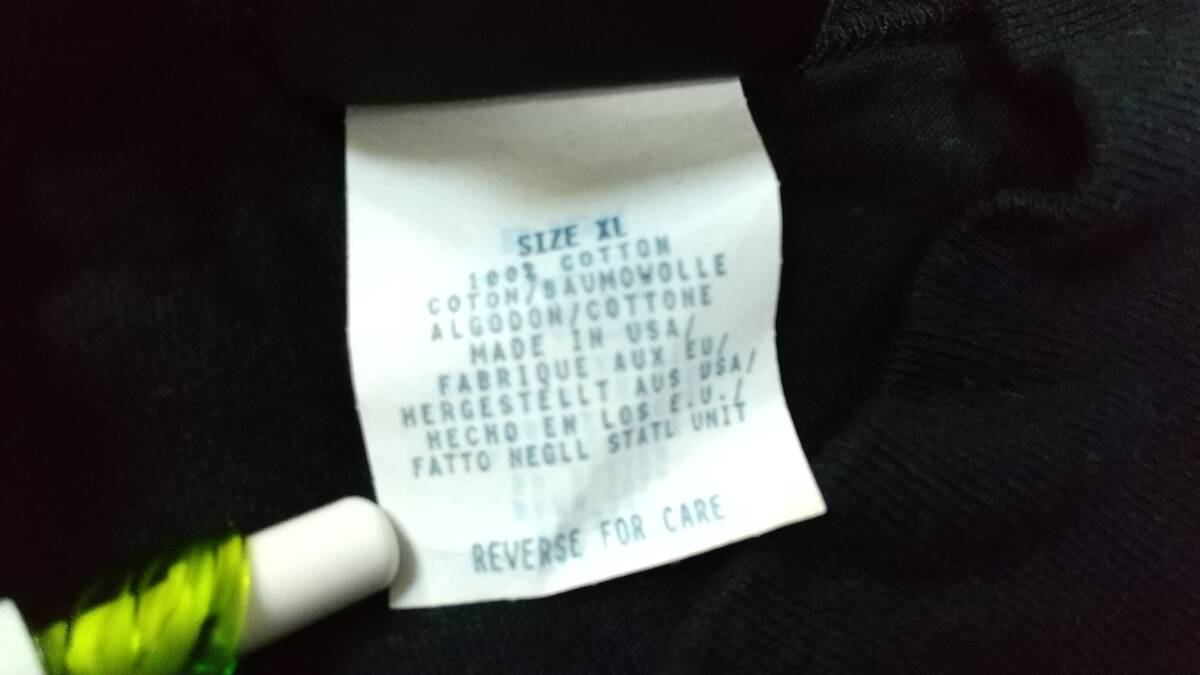 SIZE XL
100% COTTON
COTON/BAUMOWOLLE
ALGODON/COTTONE
MADE IN USA/
FABRIQUE AUX EU/
HERGESTELLT AUS USA/
HECHO EN LOS E.U./
FATTO NEGLL STATL UNIT
REVERSE FOR CARE